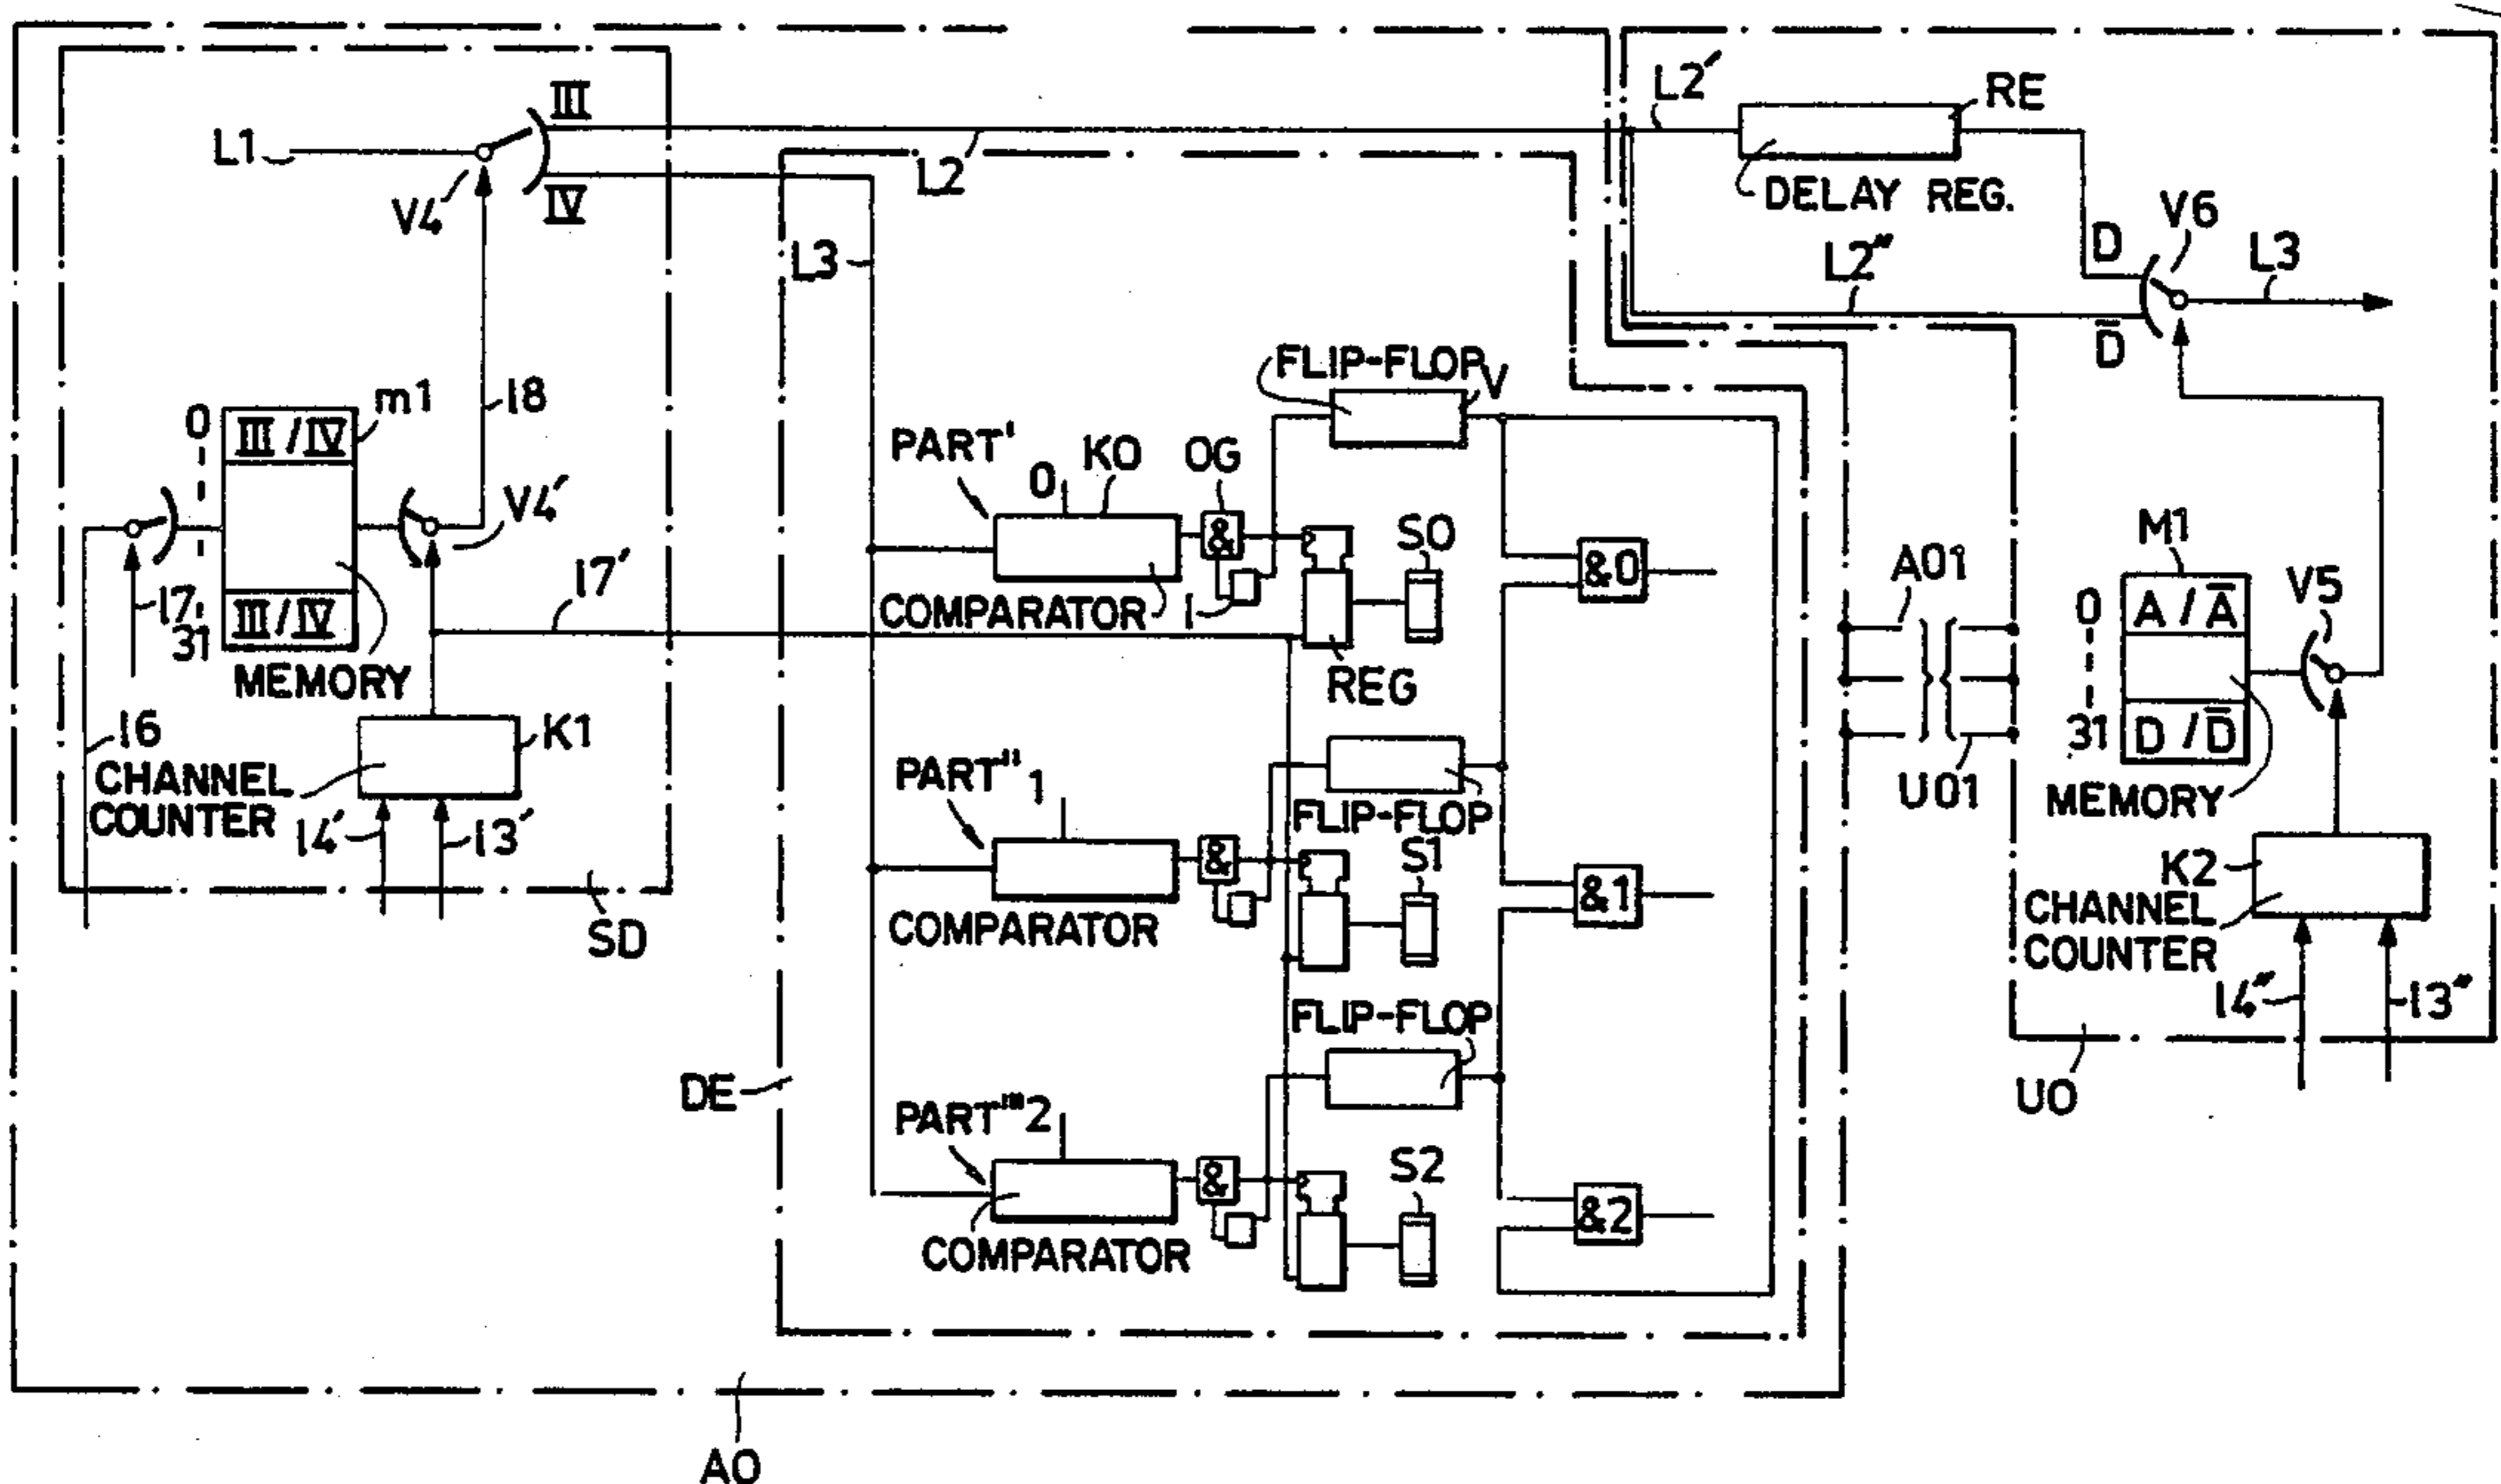 III
L1
V4
IV
L2
L2'
RE
DELAY REG.
V6
D
L3
L2"
D̅
L3
0
III / IV
m1
18
V4'
17
31
III / IV
MEMORY
17'
16
CHANNEL
COUNTER
K1
14'
13'
SD
FLIP-FLOP
V
PART'
0
K0
OG
&
COMPARATOR
1
REG
S0
&0
PART"
1
FLIP-FLOP
&
COMPARATOR
S1
&1
FLIP-FLOP
DE
PART'''
2
&
COMPARATOR
S2
&2
A01
U01
M1
0
A / A̅
V5
31
D / D̅
MEMORY
K2
CHANNEL
COUNTER
14"
13"
U0
A0